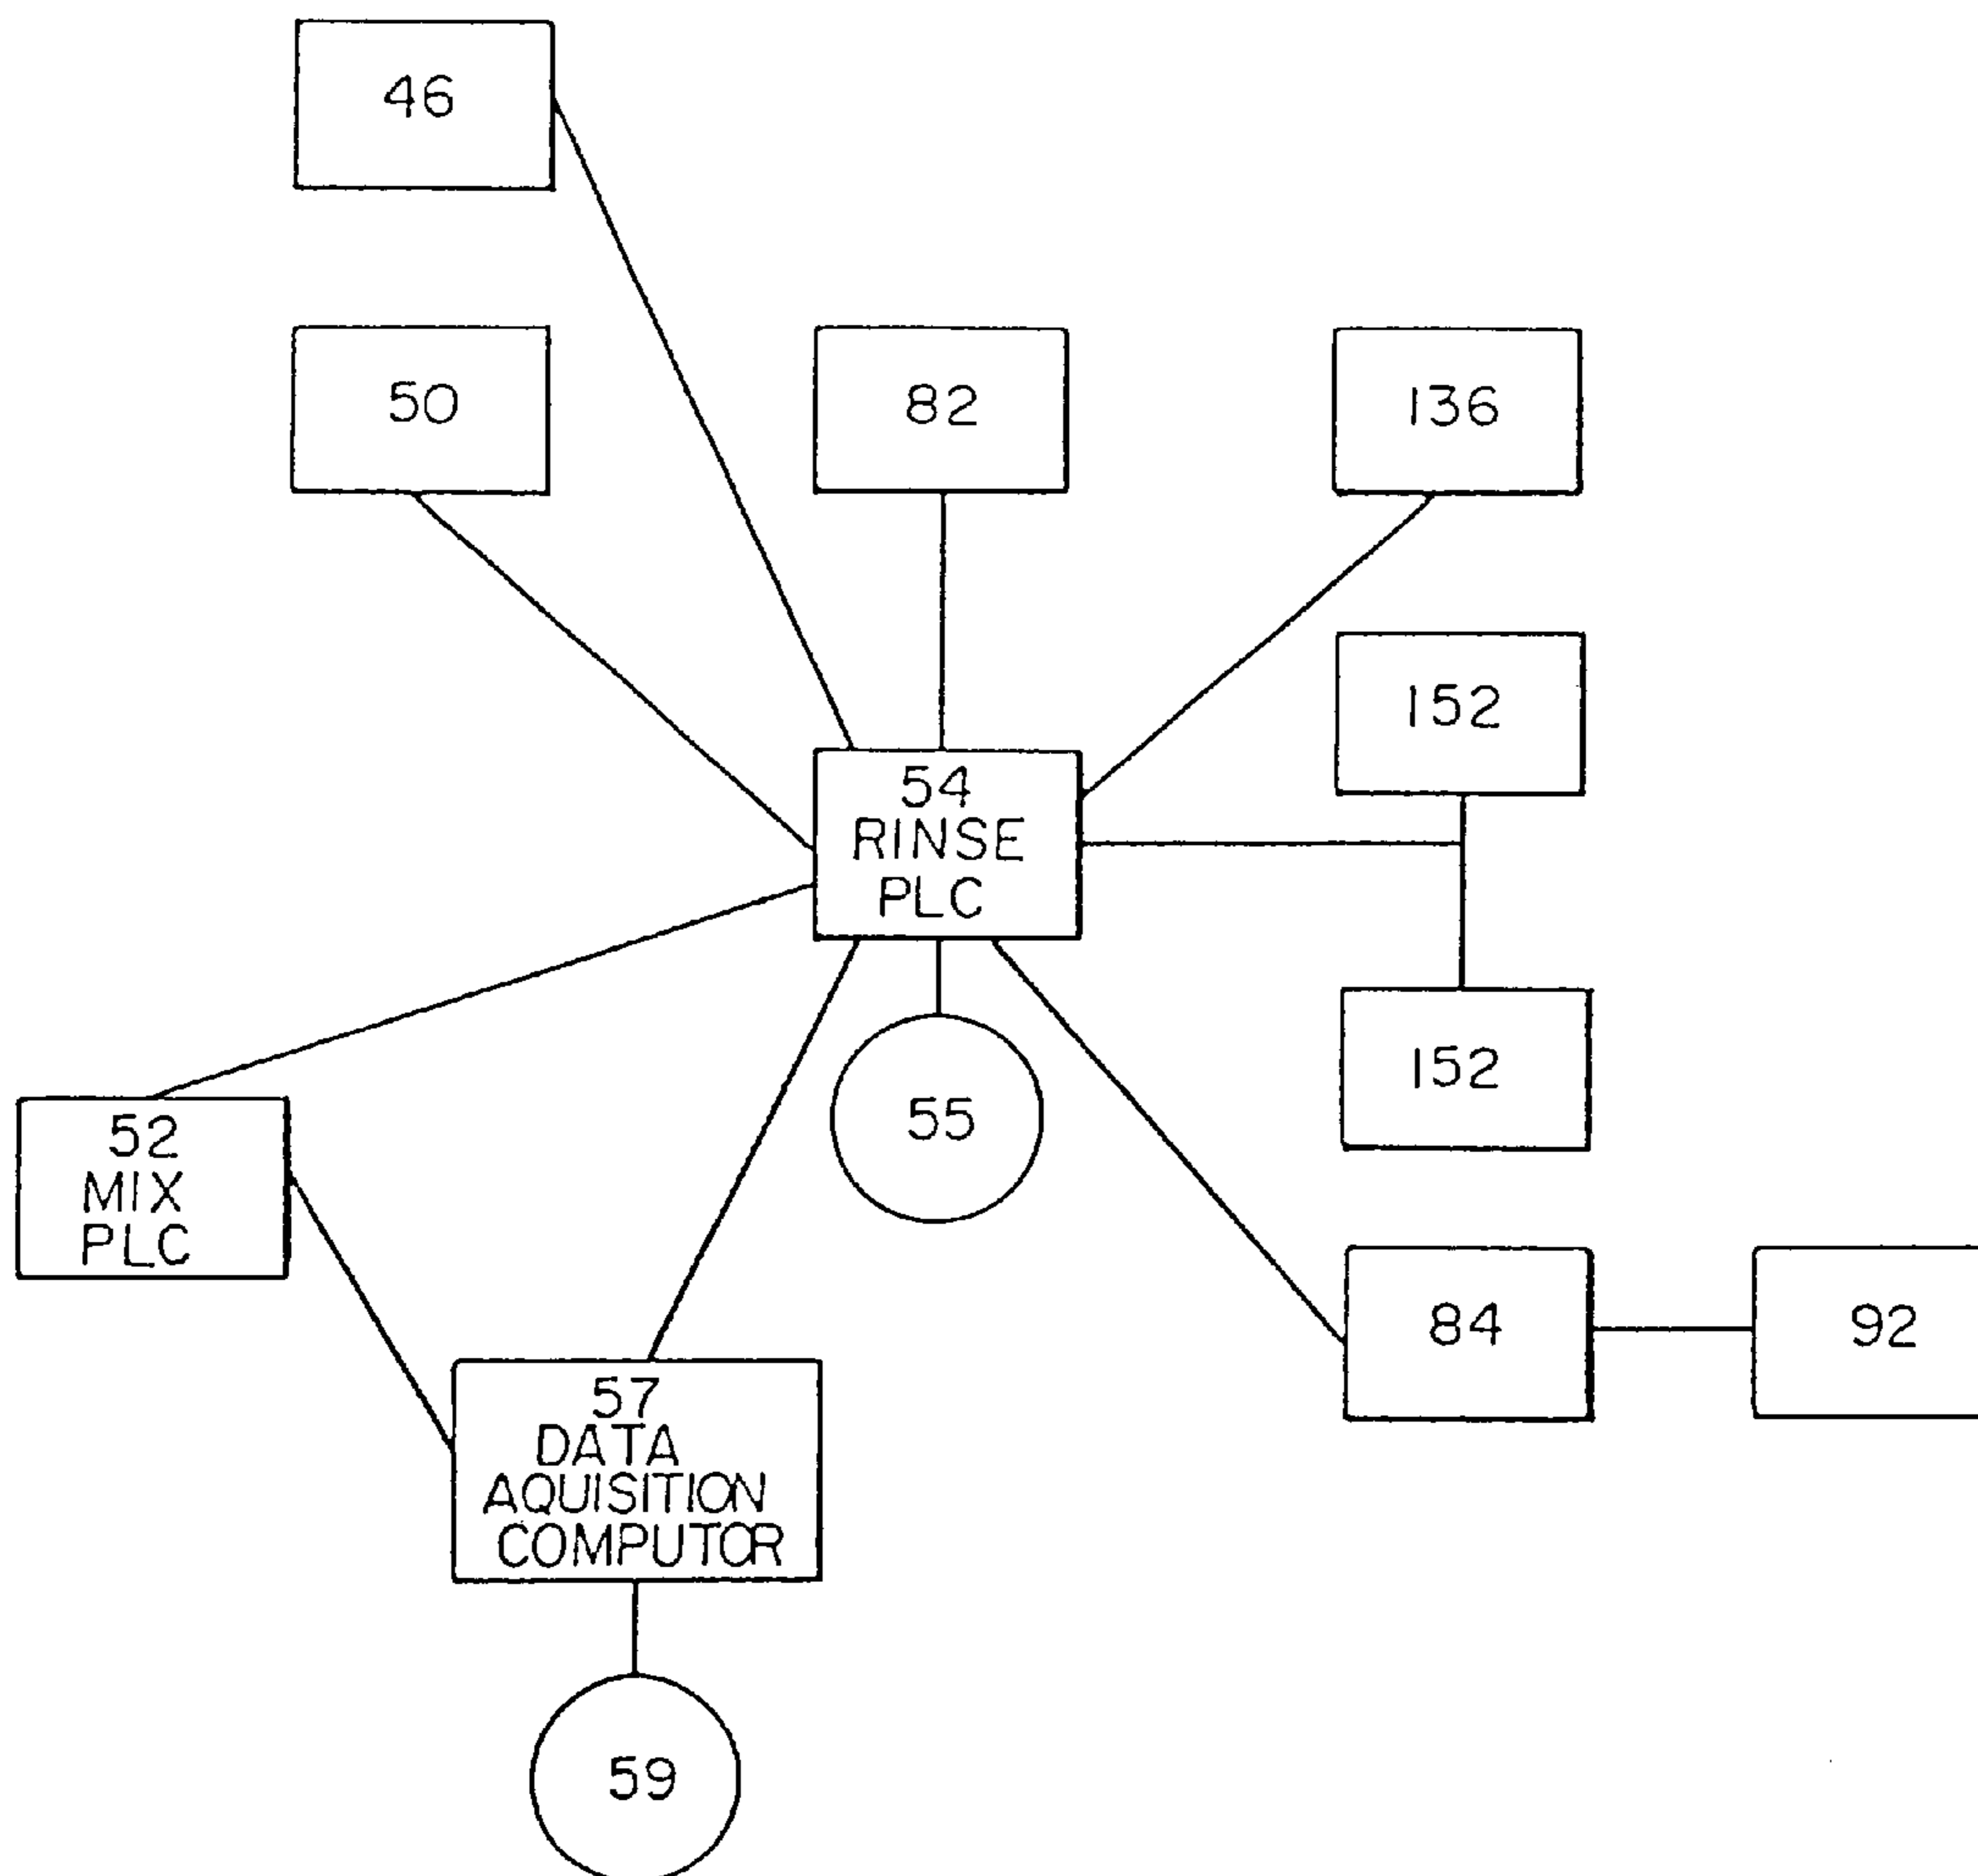 46
50
82
136
152
54
RINSE
PLC
152
55
52
MIX
PLC
84
92
57
DATA
AQUISITION
COMPUTOR
59